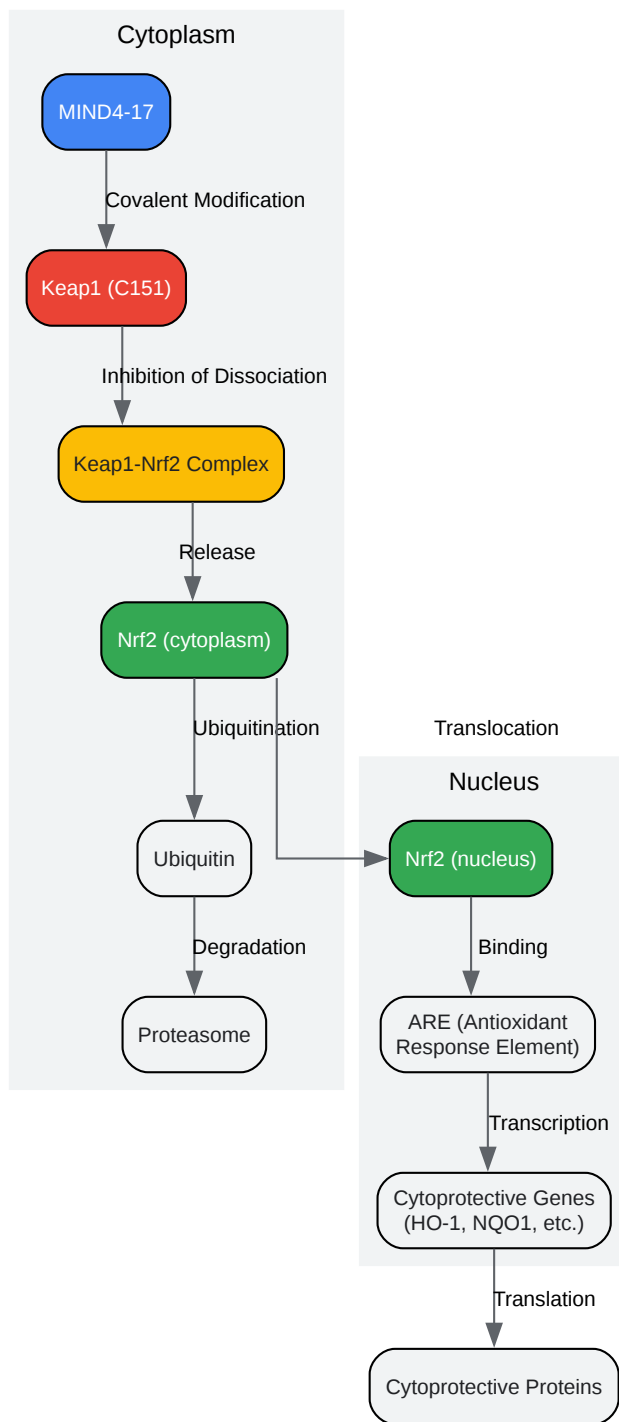 Cytoplasm
MIND4-17
Covalent Modification
Keap1 (C151)
Inhibition of Dissociation
Keap1-Nrf2 Complex
Release
Nrf2 (cytoplasm)
Ubiquitination
Translocation
Nucleus
Ubiquitin
Nrf2 (nucleus)
Degradation
Binding
Proteasome
ARE (Antioxidant
Response Element)
Transcription
Cytoprotective Genes
(HO-1, NQO1, etc.)
Translation
Cytoprotective Proteins